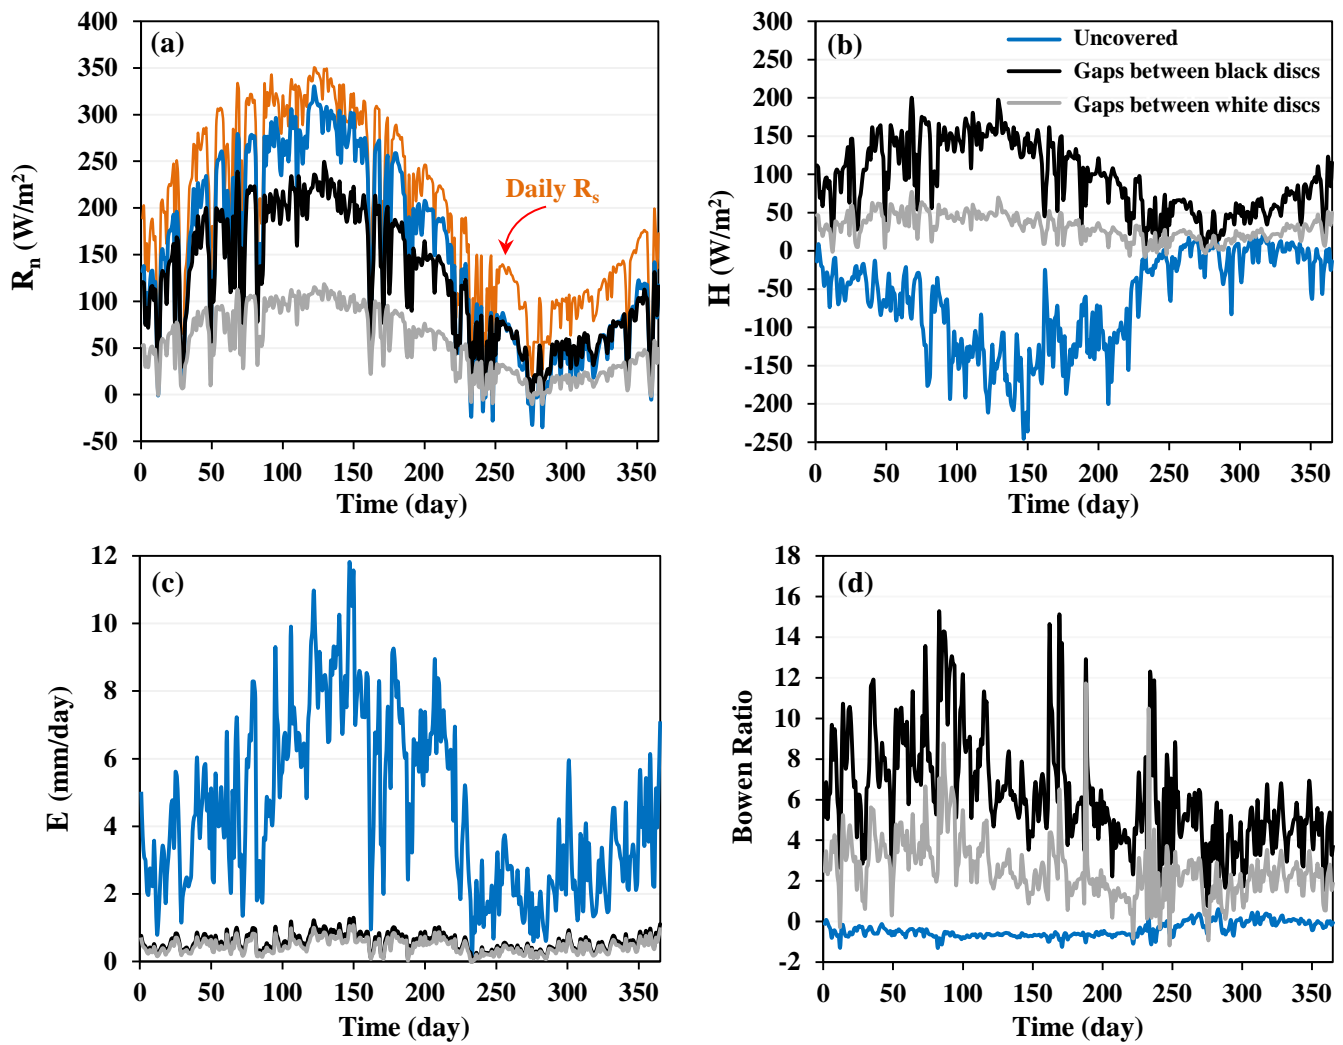 (a)
400
350
300
250
200
150
100
50
0
-50
Rn (W/m²)
Daily Rs
0 50 100 150 200 250 300 350
Time (day)
(b)
Uncovered
Gaps between black discs
Gaps between white discs
300
250
200
150
100
50
0
-50
-100
-150
-200
-250
H (W/m²)
0 50 100 150 200 250 300 350
Time (day)
(c)
12
10
8
6
4
2
0
E (mm/day)
0 50 100 150 200 250 300 350
Time (day)
(d)
18
16
14
12
10
8
6
4
2
0
-2
Bowen Ratio
0 50 100 150 200 250 300 350
Time (day)